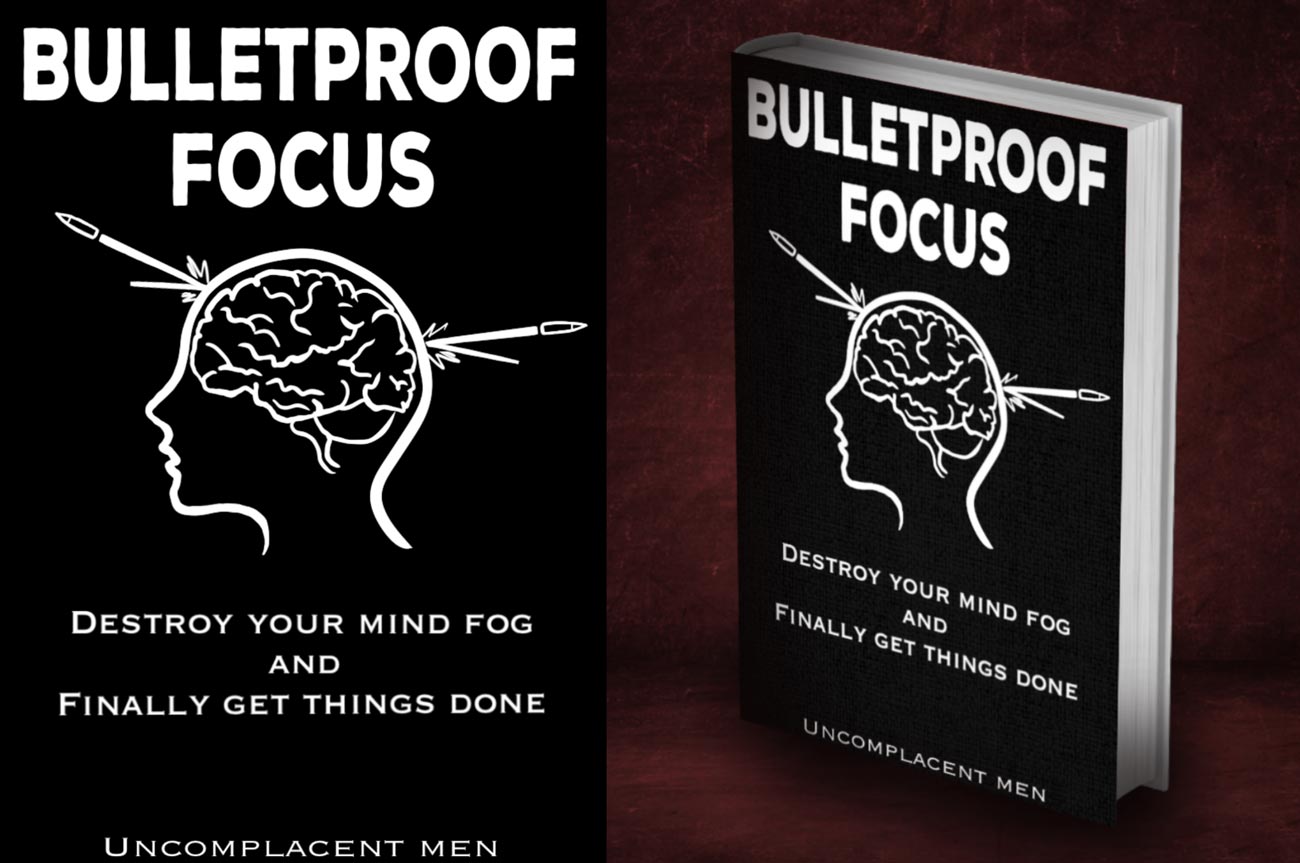 BULLETPROOF
FOCUS
DESTROY YOUR MIND FOG
AND
FINALLY GET THINGS DONE
UNCOMPLACENT MEN
BULLETPROOF
FOCUS
DESTROY YOUR MIND FOG
AND
FINALLY GET THINGS DONE
UNCOMPLACENT MEN